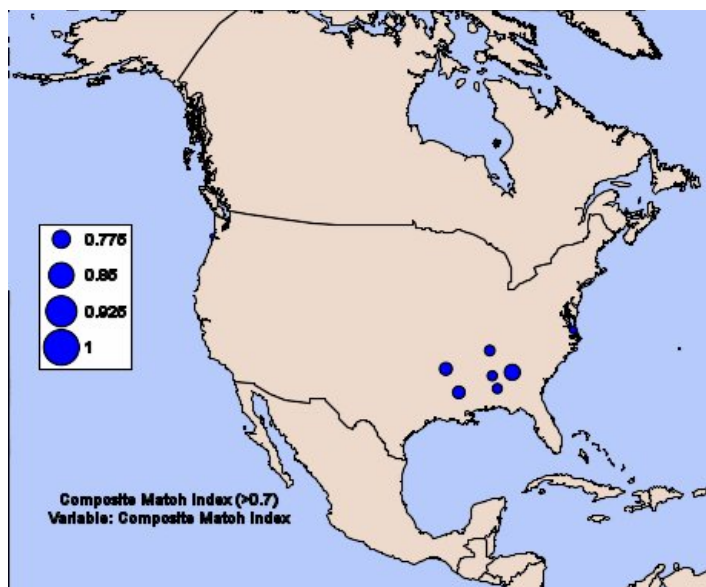 0.775
0.85
0.925
1
Composite Match Index (>0.7)
Variable: Composite Match Index